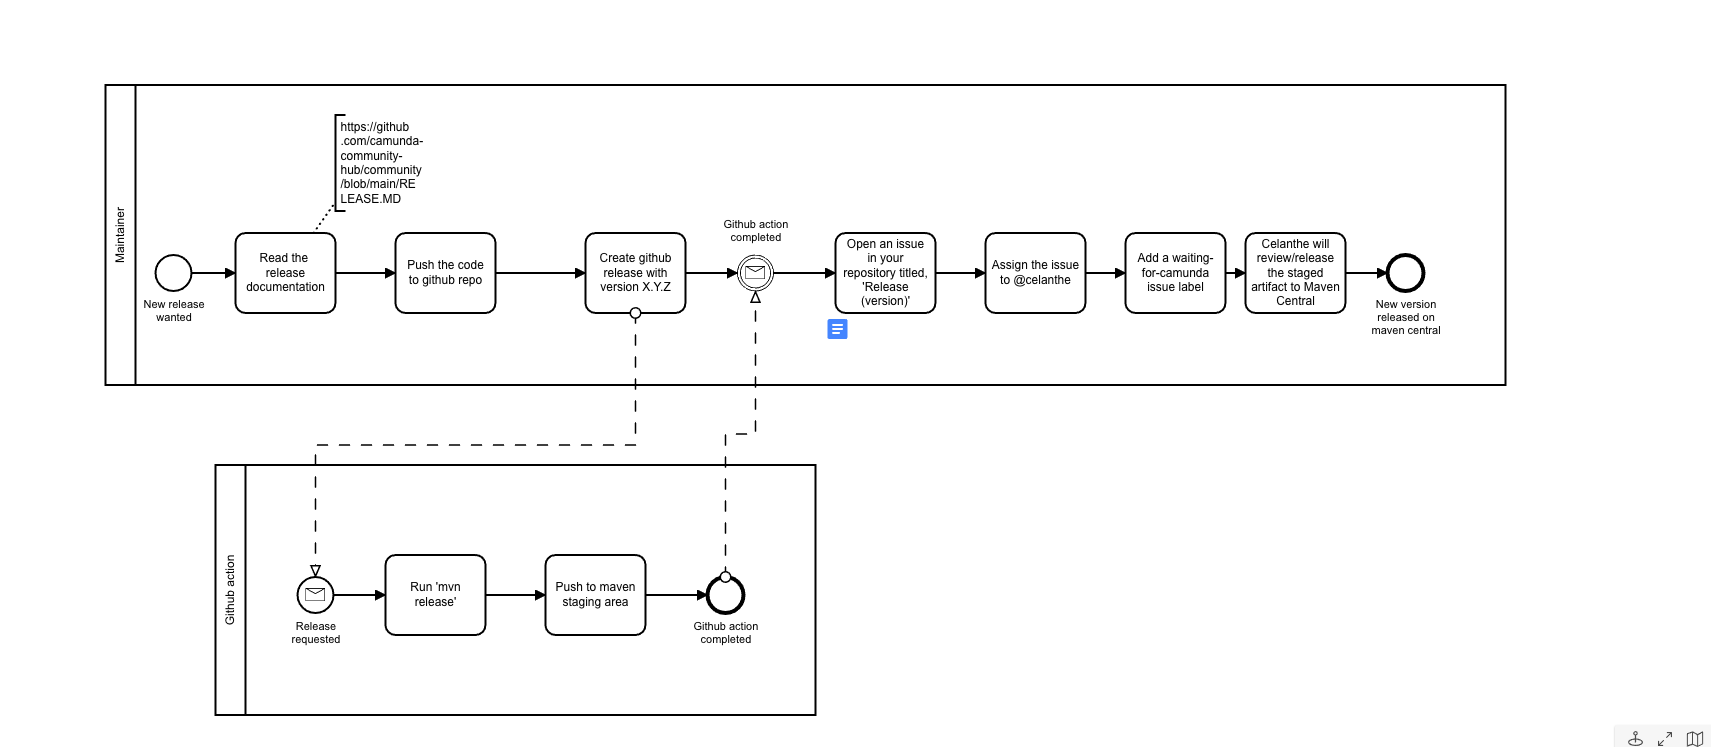 Maintainer
https://github
.com/camunda-
community-
hub/community
/blob/main/RE
LEASE.MD
New release
wanted
Read the
release
documentation
Push the code
to github repo
Create github
release with
version X.Y.Z
Github action
completed
Open an issue
in your
repository titled,
'Release
(version)'
Assign the issue
to @celanthe
Add a waiting-
for-camunda
issue label
Celanthe will
review/release
the staged
artifact to Maven
Central
New version
released on
maven central
Github action
Release
requested
Run 'mvn
release'
Push to maven
staging area
Github action
completed